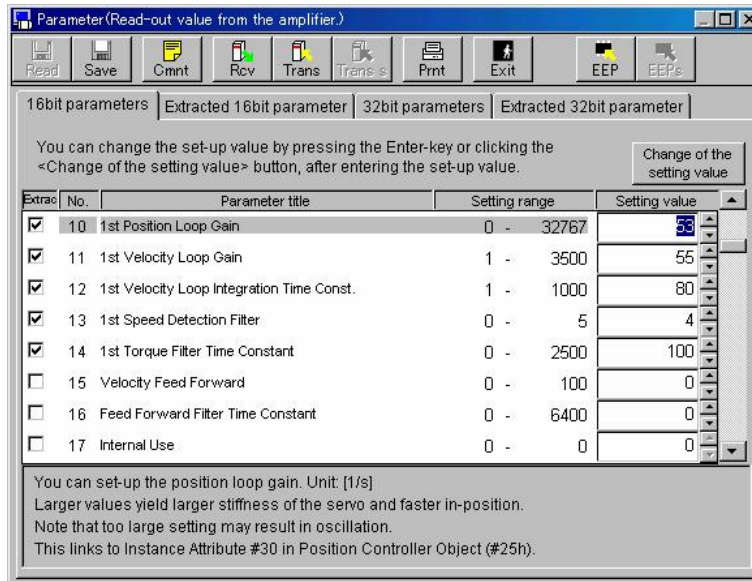 Parameter(Read-out value from the amplifier.)
Read Save Cmnt Rcv Trans Trans s Prnt Exit EEP EEPs
16bit parameters Extracted 16bit parameter 32bit parameters Extracted 32bit parameter
You can change the set-up value by pressing the Enter-key or clicking the
<Change of the setting value> button, after entering the set-up value.
Change of the
setting value
Extrac No. Parameter title Setting range Setting value
10 1st Position Loop Gain 0 - 32767 53
11 1st Velocity Loop Gain 1 - 3500 55
12 1st Velocity Loop Integration Time Const. 1 - 1000 80
13 1st Speed Detection Filter 0 - 5 4
14 1st Torque Filter Time Constant 0 - 2500 100
15 Velocity Feed Forward 0 - 100 0
16 Feed Forward Filter Time Constant 0 - 6400 0
17 Internal Use 0 - 0 0
You can set-up the position loop gain. Unit: [1/s]
Larger values yield larger stiffness of the servo and faster in-position.
Note that too large setting may result in oscillation.
This links to Instance Attribute #30 in Position Controller Object (#25h).